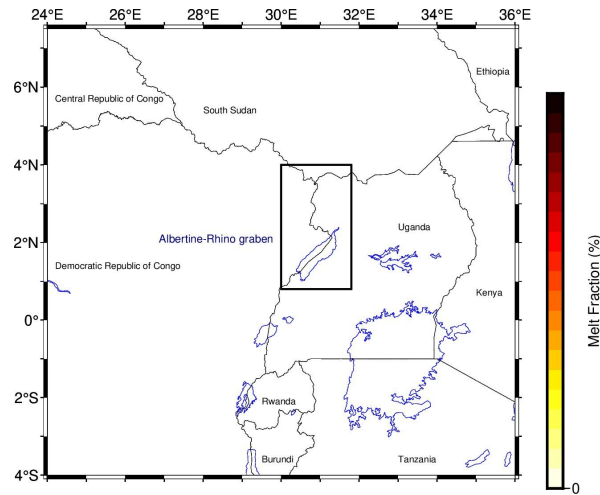 24°E 26°E 28°E 30°E 32°E 34°E 36°E
6°N
4°N
2°N
0°
2°S
4°S
Ethiopia
Central Republic of Congo
South Sudan
Albertine-Rhino graben
Uganda
Democratic Republic of Congo
Kenya
Rwanda
Burundi
Tanzania
Melt Fraction (%)
0